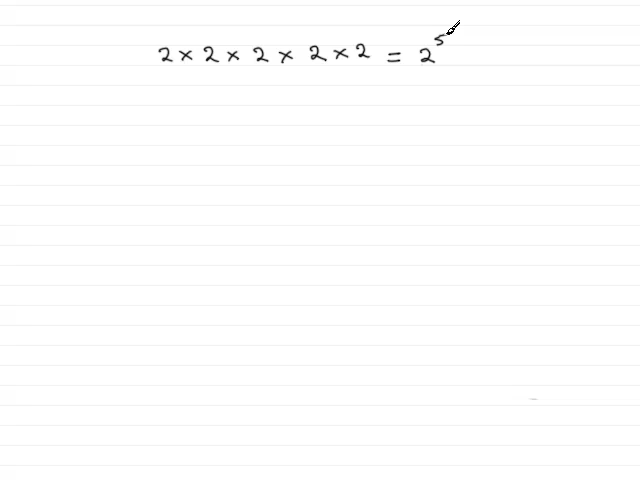 2 × 2 × 2 × 2 × 2 = 2⁵